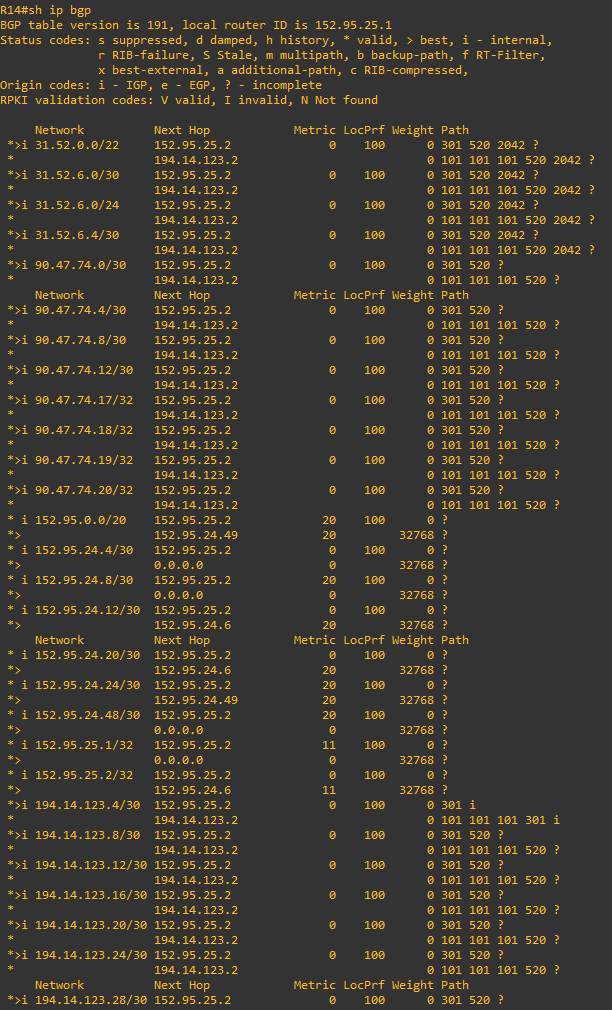 R14#sh ip bgp
BGP table version is 191, local router ID is 152.95.25.1
Status codes: s suppressed, d damped, h history, * valid, > best, i - internal,
              r RIB-failure, S Stale, m multipath, b backup-path, f RT-Filter,
              x best-external, a additional-path, c RIB-compressed,
Origin codes: i - IGP, e - EGP, ? - incomplete
RPKI validation codes: V valid, I invalid, N Not found

     Network          Next Hop            Metric LocPrf Weight Path
 *>i 31.52.0.0/22     152.95.25.2              0    100      0 301 520 2042 ?
 *                    194.14.123.2                           0 101 101 101 520 2042 ?
 *>i 31.52.6.0/30     152.95.25.2              0    100      0 301 520 2042 ?
 *                    194.14.123.2                           0 101 101 101 520 2042 ?
 *>i 31.52.6.0/24     152.95.25.2              0    100      0 301 520 2042 ?
 *                    194.14.123.2                           0 101 101 101 520 2042 ?
 *>i 31.52.6.4/30     152.95.25.2              0    100      0 301 520 2042 ?
 *                    194.14.123.2                           0 101 101 101 520 2042 ?
 *>i 90.47.74.0/30    152.95.25.2              0    100      0 301 520 ?
 *                    194.14.123.2                           0 101 101 101 520 ?
     Network          Next Hop            Metric LocPrf Weight Path
 *>i 90.47.74.4/30    152.95.25.2              0    100      0 301 520 ?
 *                    194.14.123.2                           0 101 101 101 520 ?
 *>i 90.47.74.8/30    152.95.25.2              0    100      0 301 520 ?
 *                    194.14.123.2                           0 101 101 101 520 ?
 *>i 90.47.74.12/30   152.95.25.2              0    100      0 301 520 ?
 *                    194.14.123.2                           0 101 101 101 520 ?
 *>i 90.47.74.17/32   152.95.25.2              0    100      0 301 520 ?
 *                    194.14.123.2                           0 101 101 101 520 ?
 *>i 90.47.74.18/32   152.95.25.2              0    100      0 301 520 ?
 *                    194.14.123.2                           0 101 101 101 520 ?
 *>i 90.47.74.19/32   152.95.25.2              0    100      0 301 520 ?
 *                    194.14.123.2                           0 101 101 101 520 ?
 *>i 90.47.74.20/32   152.95.25.2              0    100      0 301 520 ?
 *                    194.14.123.2                           0 101 101 101 520 ?
 * i 152.95.0.0/20    152.95.25.2             20    100      0 ?
 *>                   152.95.24.49            20         32768 ?
 * i 152.95.24.4/30   152.95.25.2              0    100      0 ?
 *>                   0.0.0.0                  0         32768 ?
 * i 152.95.24.8/30   152.95.25.2             20    100      0 ?
 *>                   0.0.0.0                  0         32768 ?
 * i 152.95.24.12/30  152.95.25.2              0    100      0 ?
 *>                   152.95.24.6             20         32768 ?
     Network          Next Hop            Metric LocPrf Weight Path
 * i 152.95.24.20/30  152.95.25.2              0    100      0 ?
 *>                   152.95.24.6             20         32768 ?
 * i 152.95.24.24/30  152.95.25.2             20    100      0 ?
 *>                   152.95.24.49            20         32768 ?
 * i 152.95.24.48/30  152.95.25.2             20    100      0 ?
 *>                   0.0.0.0                  0         32768 ?
 * i 152.95.25.1/32   152.95.25.2             11    100      0 ?
 *>                   0.0.0.0                  0         32768 ?
 * i 152.95.25.2/32   152.95.25.2              0    100      0 ?
 *>                   152.95.24.6             11         32768 ?
 *>i 194.14.123.4/30  152.95.25.2              0    100      0 301 i
 *                    194.14.123.2                           0 101 101 101 301 i
 *>i 194.14.123.8/30  152.95.25.2              0    100      0 301 520 ?
 *                    194.14.123.2                           0 101 101 101 520 ?
 *>i 194.14.123.12/30 152.95.25.2              0    100      0 301 520 ?
 *                    194.14.123.2                           0 101 101 101 520 ?
 *>i 194.14.123.16/30 152.95.25.2              0    100      0 301 520 ?
 *                    194.14.123.2                           0 101 101 101 520 ?
 *>i 194.14.123.20/30 152.95.25.2              0    100      0 301 520 ?
 *                    194.14.123.2                           0 101 101 101 520 ?
 *>i 194.14.123.24/30 152.95.25.2              0    100      0 301 520 ?
 *                    194.14.123.2                           0 101 101 101 520 ?
     Network          Next Hop            Metric LocPrf Weight Path
 *>i 194.14.123.28/30 152.95.25.2              0    100      0 301 520 ?